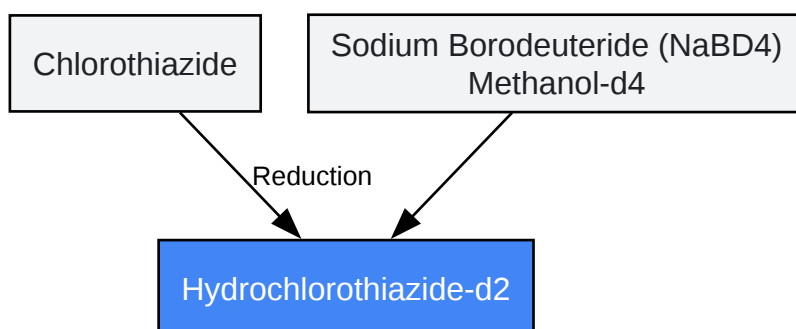 Chlorothiazide
Sodium Borodeuteride (NaBD4)
Methanol-d4
Reduction
Hydrochlorothiazide-d2